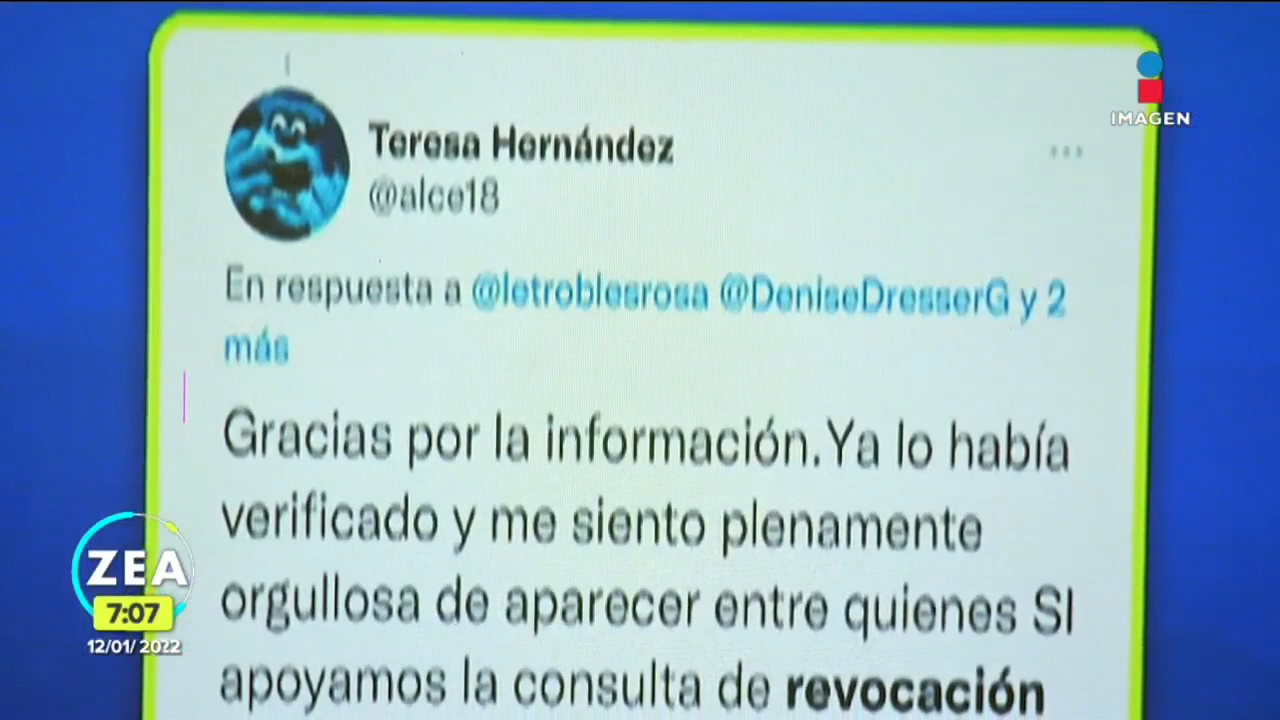 IMAGEN
Teresa Hernández
@alce18
En respuesta a @letroblesrosa @DeniseDresserG y 2
más
Gracias por la información.Ya lo había
verificado y me siento plenamente
orgullosa de aparecer entre quienes SI
apoyamos la consulta de revocación
ZEA
7:07
12/01/2022